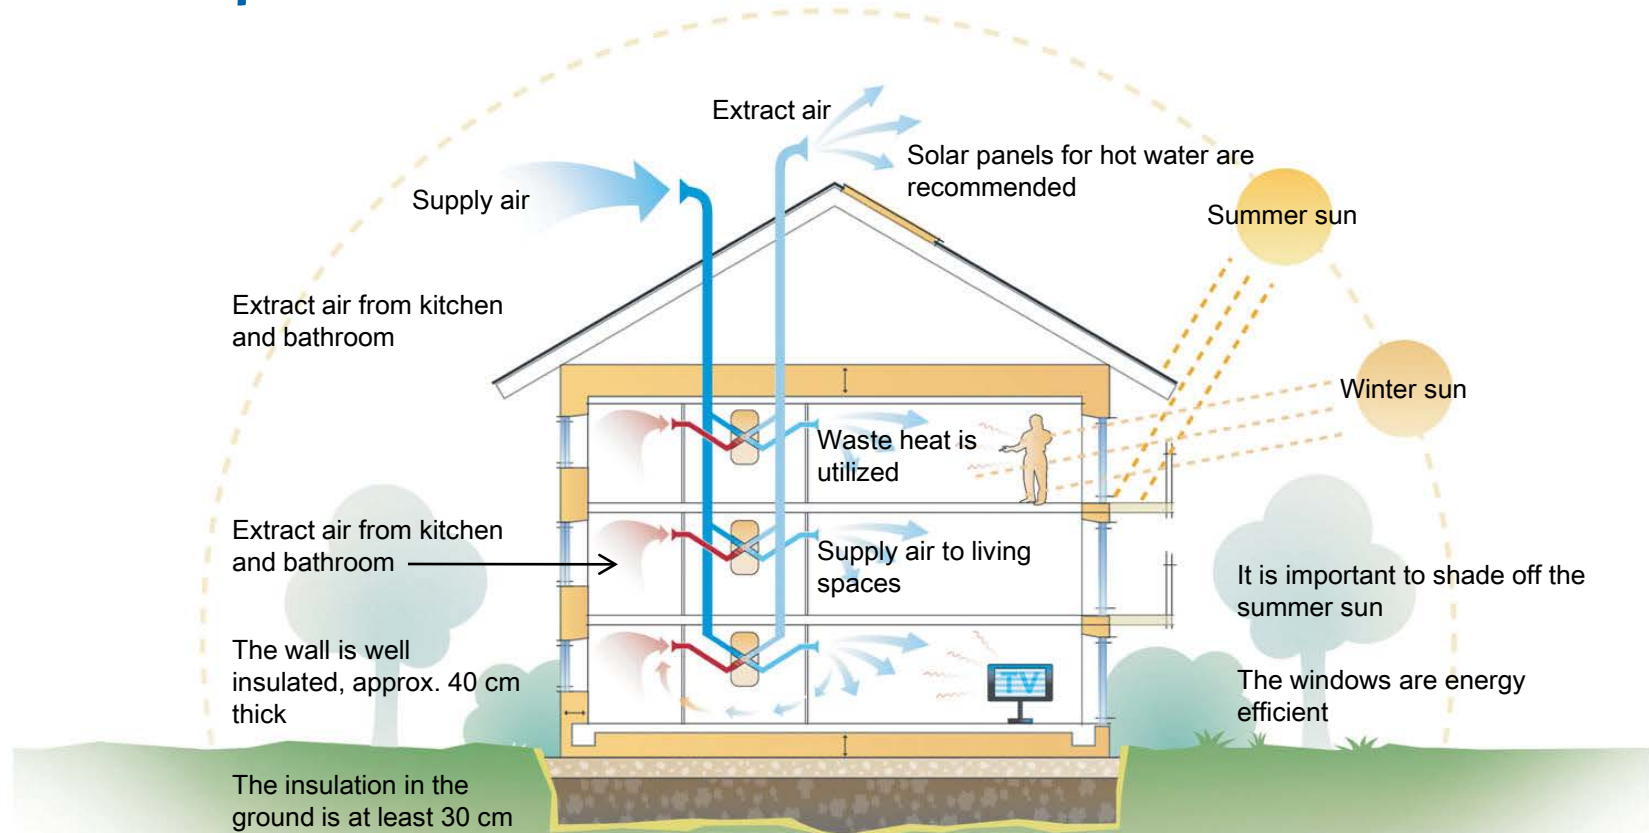 Extract air
Solar panels for hot water are
recommended
Supply air
Summer sun
Extract air from kitchen
and bathroom
Winter sun
Waste heat is
utilized
Extract air from kitchen
and bathroom
Supply air to living
spaces
It is important to shade off the
summer sun
The wall is well
insulated, approx. 40 cm
thick
TV
The windows are energy
efficient
The insulation in the
ground is at least 30 cm